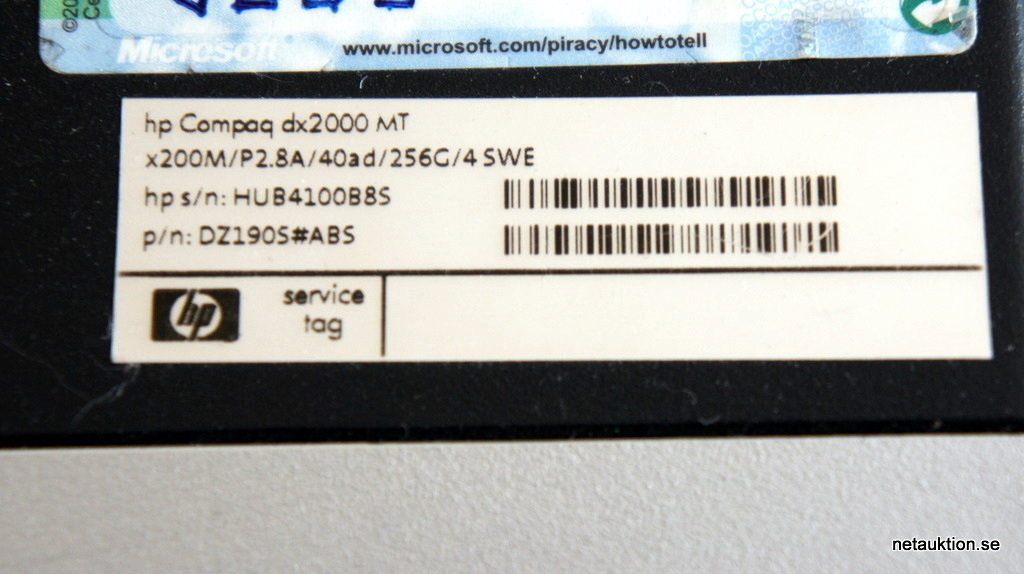 Microsoft
www.microsoft.com/piracy/howtotell
hp Compaq dx2000 MT
x200M/P2.8A/40ad/256G/4 SWE
hp s/n: HUB4100B8S
p/n: DZ190S#ABS
hp
service
tag
netauktion.se